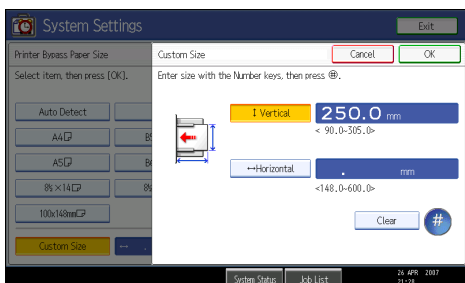 System Settings
Exit
Printer Bypass Paper Size
Select item, then press [OK].
Auto Detect
A4
A5
8½×14
100x148mm
Custom Size
Custom Size
Cancel
OK
Enter size with the Number keys, then press #.
↕ Vertical
250.0 mm
< 90.0~305.0>
↔Horizontal
. mm
<148.0~600.0>
Clear
#
System Status
Job List
26 APR 2007
21:28